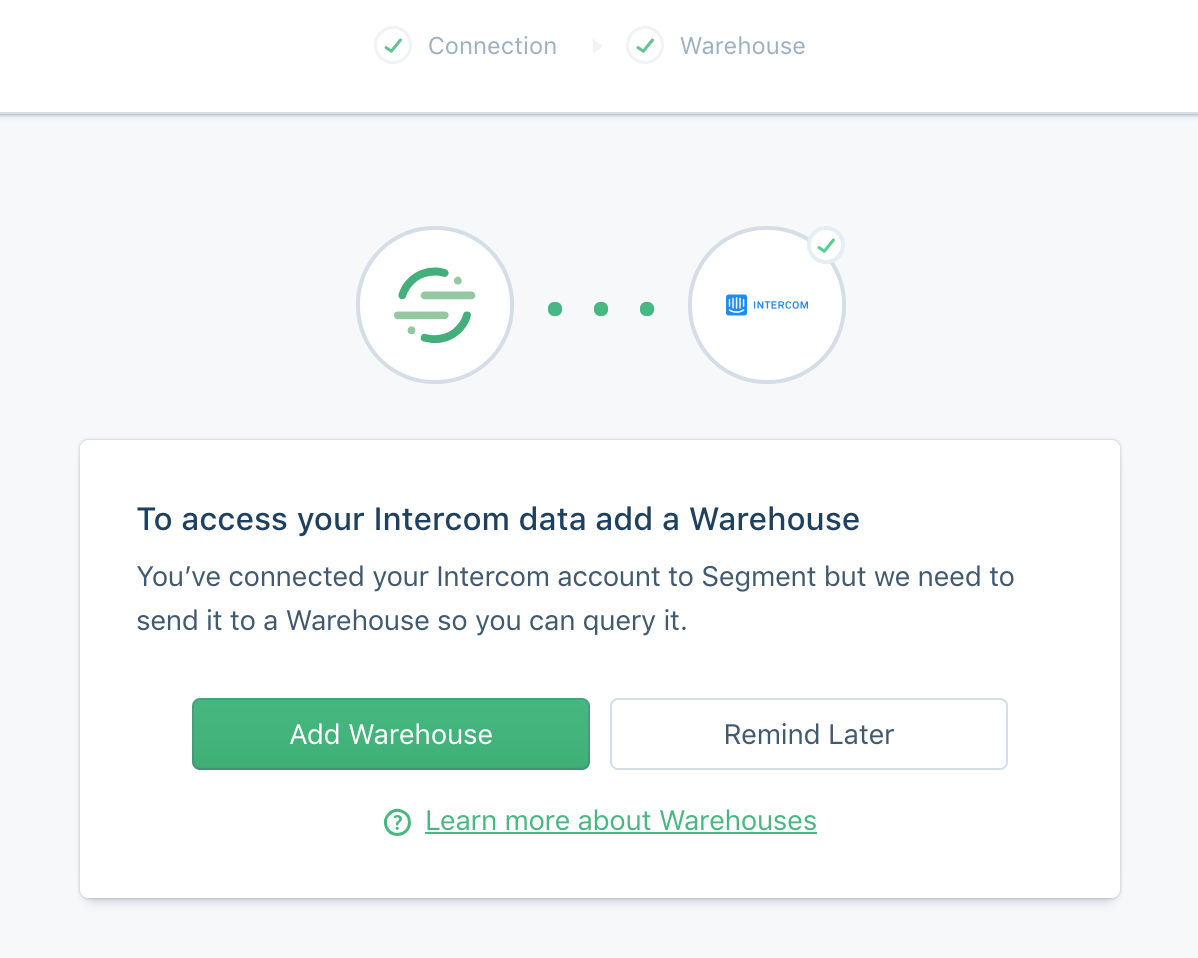 Connection
Warehouse
INTERCOM
To access your Intercom data add a Warehouse
You’ve connected your Intercom account to Segment but we need to
send it to a Warehouse so you can query it.
Add Warehouse
Remind Later
? Learn more about Warehouses